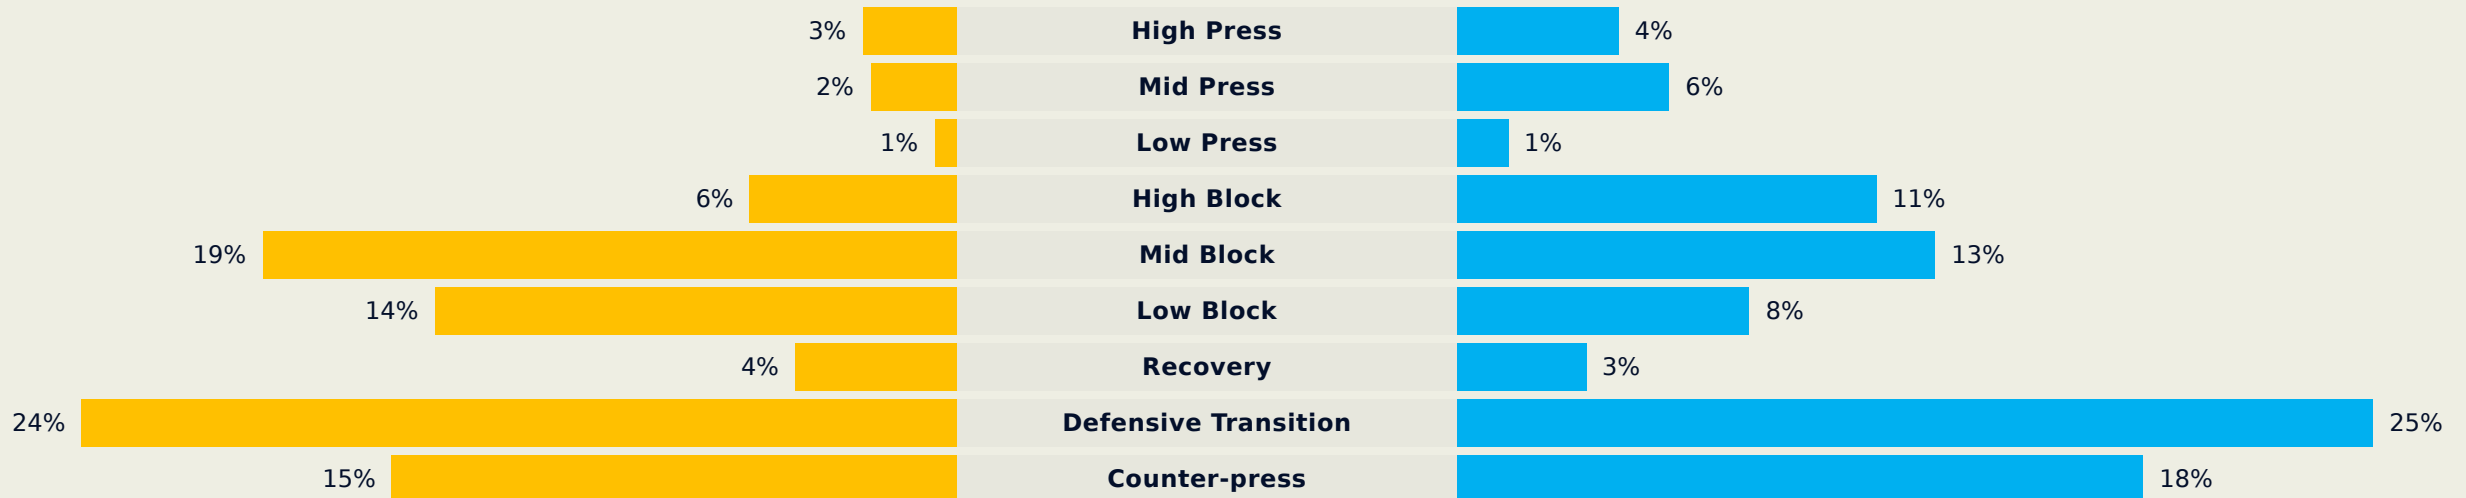 3% High Press 4%
2% Mid Press 6%
1% Low Press 1%
6% High Block 11%
19% Mid Block 13%
14% Low Block 8%
4% Recovery 3%
24% Defensive Transition 25%
15% Counter-press 18%